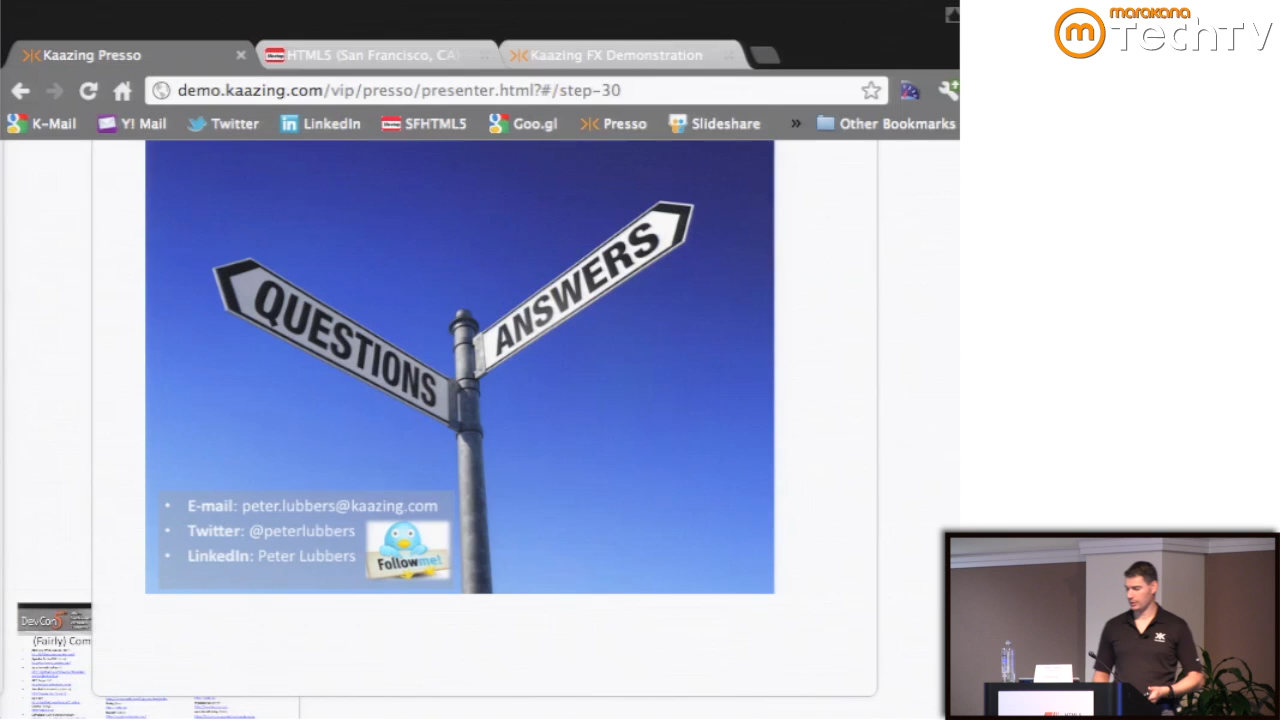 marakana
TechTV
Kaazing Presso
HTML5 (San Francisco, CA)
Kaazing FX Demonstration
demo.kaazing.com/vip/presso/presenter.html?#/step-30
K-Mail
Y! Mail
Twitter
LinkedIn
SFHTML5
Goo.gl
Presso
Slideshare
»
Other Bookmarks
QUESTIONS
ANSWERS
• E-mail: peter.lubbers@kaazing.com
• Twitter: @peterlubbers
• LinkedIn: Peter Lubbers
Follow me!
DevCon5
(Fairly) Com